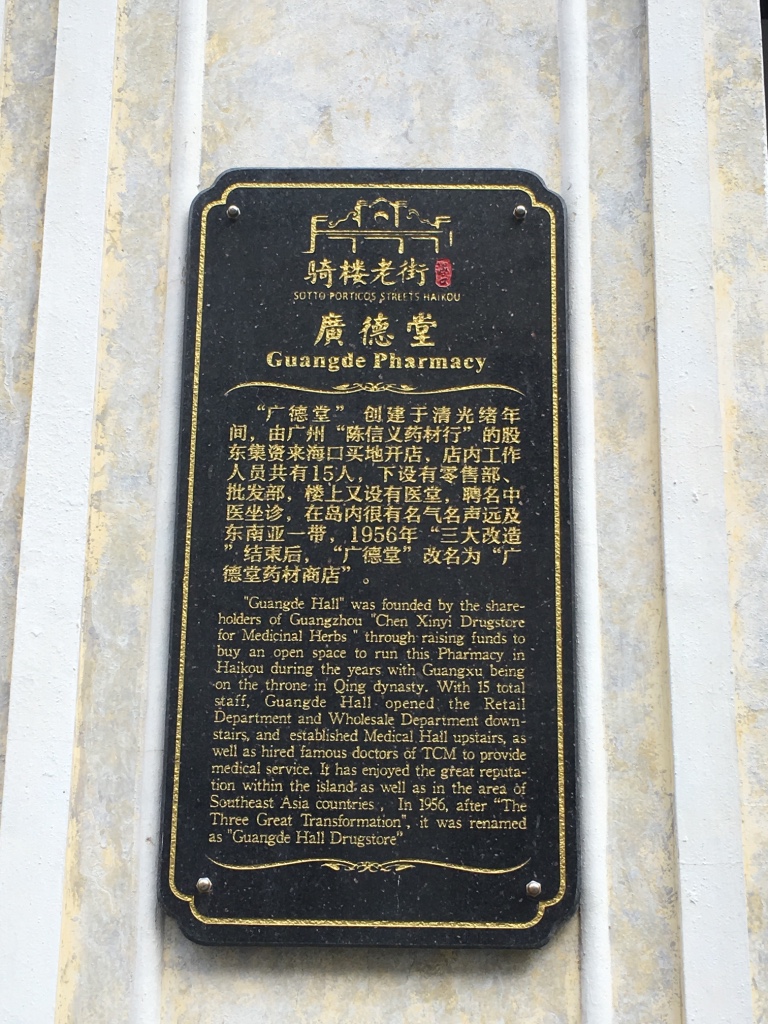 骑楼老街
SOTTO PORTICOS STREETS HAIKOU
廣德堂
Guangde Pharmacy
“广德堂” 创建于清光绪年
间，由广州“陈信义药材行”的股
东集资来海口买地开店，店内工作
人员共有15人，下设有零售部、
批发部，楼上又设有医堂，聘名中
医坐诊，在岛内很有名气名声远及
东南亚一带，1956年“三大改造
”结束后，“广德堂”改名为“广
德堂药材商店”。
"Guangde Hall" was founded by the share-
holders of Guangzhou "Chen Xinyi Drugstore
for Medicinal Herbs " through raising funds to
buy an open space to run this Pharmacy in
Haikou during the years with Guangxu being
on the throne in Qing dynasty. With 15 total
staff, Guangde Hall opened the Retail
Department and Wholesale Department down-
stairs, and established Medical Hall upstairs, as
well as hired famous doctors of TCM to provide
medical service. It has enjoyed the great reputa-
tion within the island as well as in the area of
Southeast Asia countries , In 1956, after "The
Three Great Transformation", it was renamed
as "Guangde Hall Drugstore"